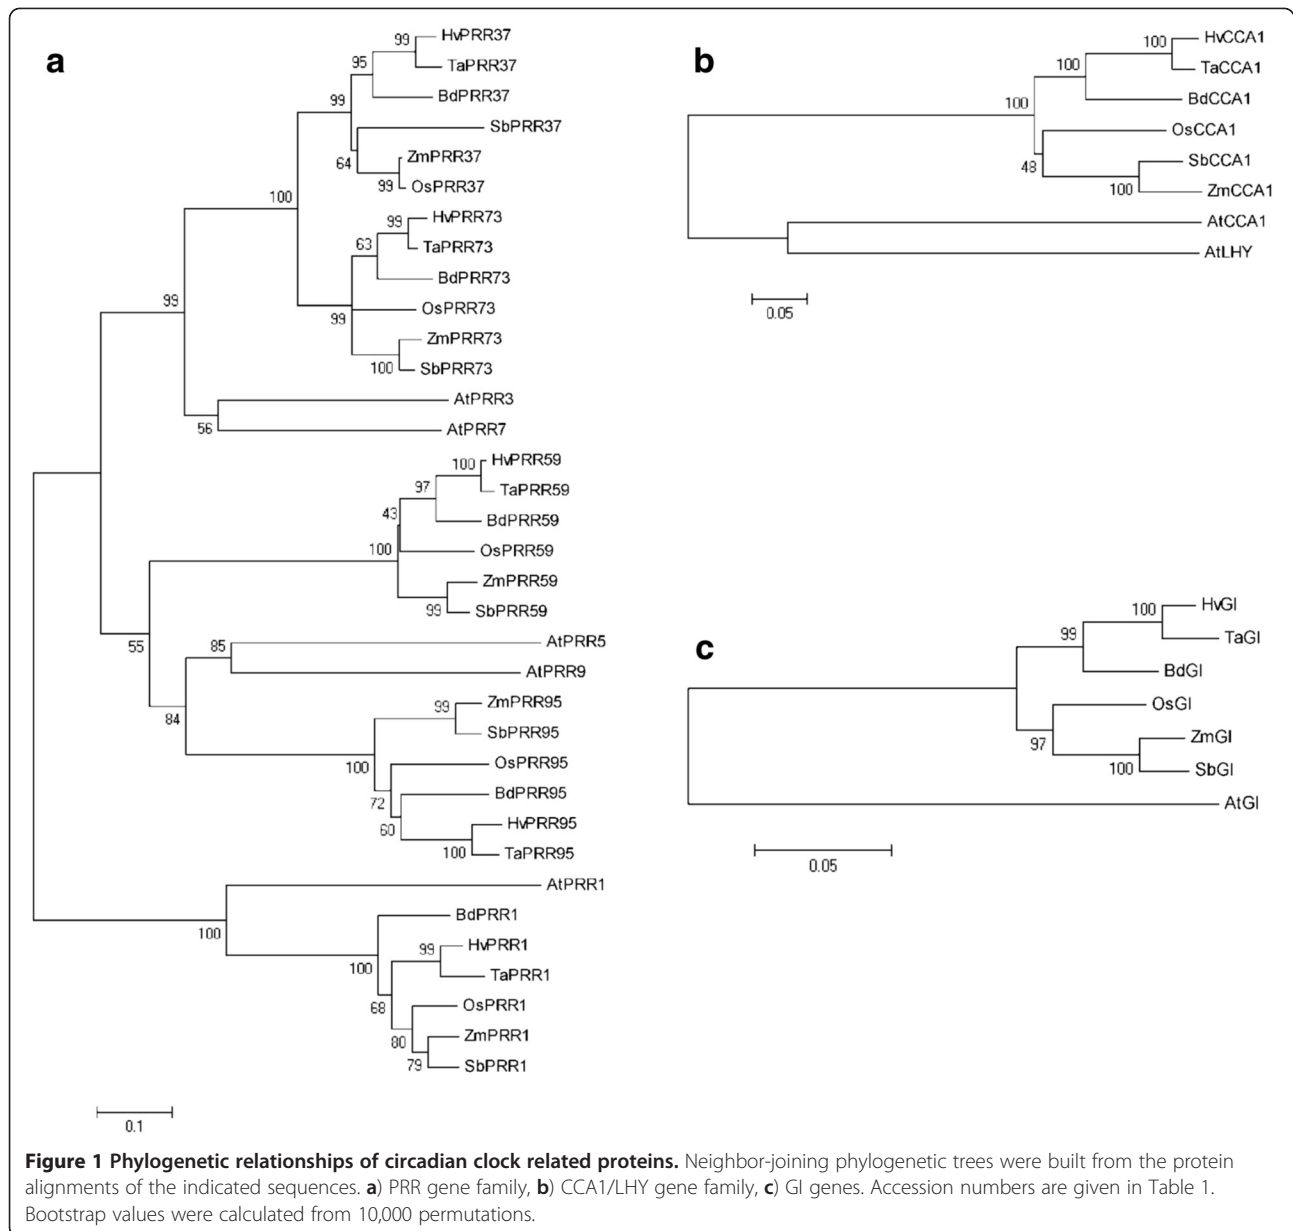 a
99
HvPRR37
95
TaPRR37
99
BdPRR37
SbPRR37
64
ZmPRR37
99
OsPRR37
100
99
HvPRR73
63
TaPRR73
BdPRR73
99
OsPRR73
ZmPRR73
100
SbPRR73
99
AtPRR3
56
AtPRR7
100
HvPRR59
97
TaPRR59
43
BdPRR59
100
OsPRR59
ZmPRR59
99
SbPRR59
55
85
AtPRR5
AtPRR9
84
99
ZmPRR95
SbPRR95
100
OsPRR95
72
BdPRR95
60
HvPRR95
100
TaPRR95
AtPRR1
100
BdPRR1
100
99
HvPRR1
TaPRR1
68
OsPRR1
80
ZmPRR1
79
SbPRR1
0.1
b
100
HvCCA1
100
TaCCA1
BdCCA1
100
OsCCA1
48
SbCCA1
100
ZmCCA1
AtCCA1
AtLHY
0.05
c
100
HvGI
99
TaGI
BdGI
OsGI
97
ZmGI
100
SbGI
AtGI
0.05
Figure 1 Phylogenetic relationships of circadian clock related proteins. Neighbor-joining phylogenetic trees were built from the protein
alignments of the indicated sequences. a) PRR gene family, b) CCA1/LHY gene family, c) GI genes. Accession numbers are given in Table 1.
Bootstrap values were calculated from 10,000 permutations.